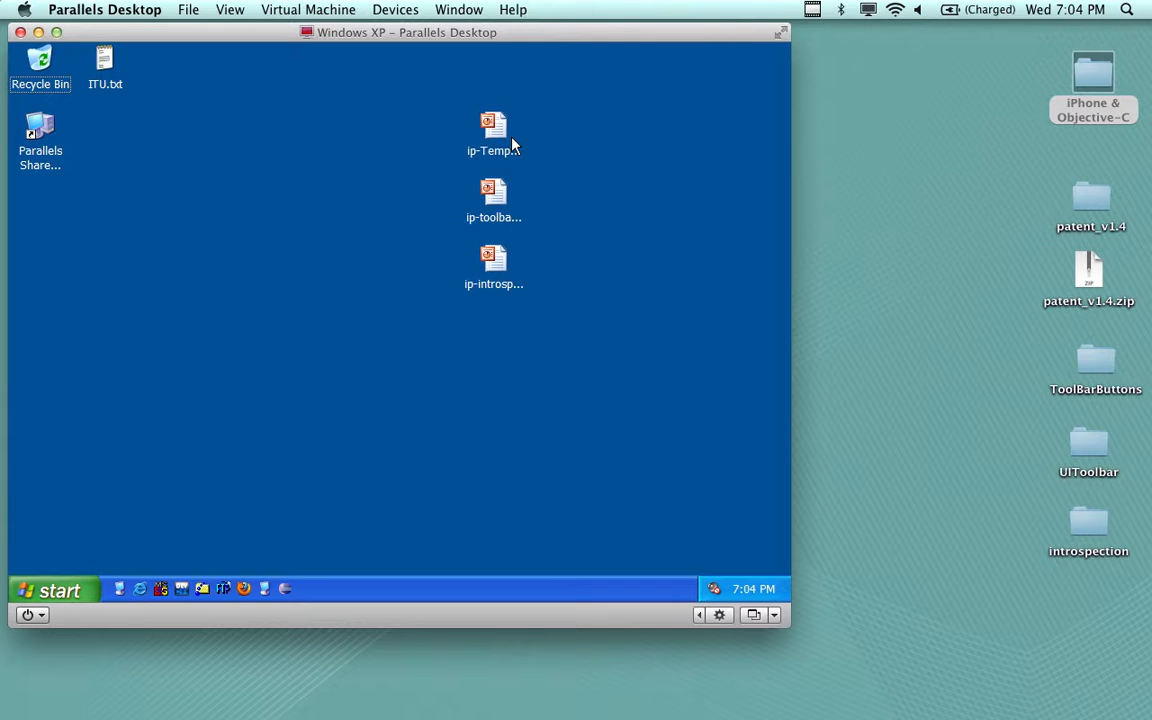 Parallels Desktop File View Virtual Machine Devices Window Help (Charged) Wed 7:04 PM
Windows XP - Parallels Desktop
Recycle Bin
ITU.txt
Parallels
Share...
ip-Temp...
ip-toolba...
ip-introsp...
iPhone &
Objective-C
patent_v1.4
ZIP
patent_v1.4.zip
ToolBarButtons
UIToolbar
introspection
start
7:04 PM